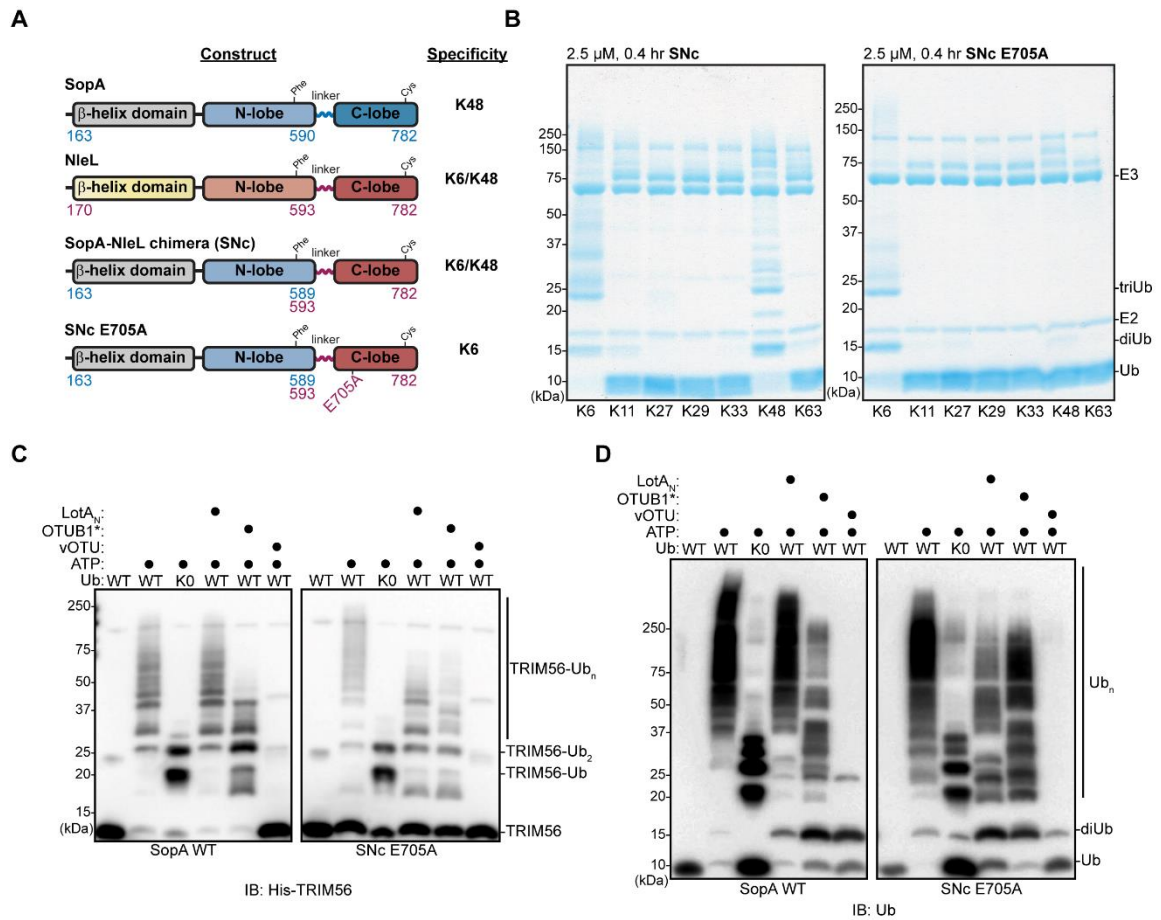 A
Construct Specificity
SopA
β-helix domain N-lobe Phe linker C-lobe Cys K48
163 590 782
NleL
β-helix domain N-lobe Phe linker C-lobe Cys K6/K48
170 593 782
SopA-NleL chimera (SNc)
β-helix domain N-lobe Phe linker C-lobe Cys K6/K48
163 589 782
593
SNc E705A
β-helix domain N-lobe Phe linker C-lobe Cys K6
163 589 E705A 782
593
B
2.5 µM, 0.4 hr SNc
250
150
75
50
37
25
20
15
10
(kDa)
K6 K11 K27 K29 K33 K48 K63
2.5 µM, 0.4 hr SNc E705A
250
150
75
50
37
25
20
15
10
(kDa)
E3
triUb
E2
diUb
Ub
K6 K11 K27 K29 K33 K48 K63
C
LotAN:
OTUB1*:
vOTU:
ATP:
Ub: WT WT K0 WT WT WT WT WT K0 WT WT WT
250
75
50
37
25
20
15
(kDa)
TRIM56-Ubn
TRIM56-Ub2
TRIM56-Ub
TRIM56
SopA WT SNc E705A
IB: His-TRIM56
D
LotAN:
OTUB1*:
vOTU:
ATP:
Ub: WT WT K0 WT WT WT WT WT K0 WT WT WT
250
75
50
37
25
20
15
10
(kDa)
Ubn
diUb
Ub
SopA WT SNc E705A
IB: Ub